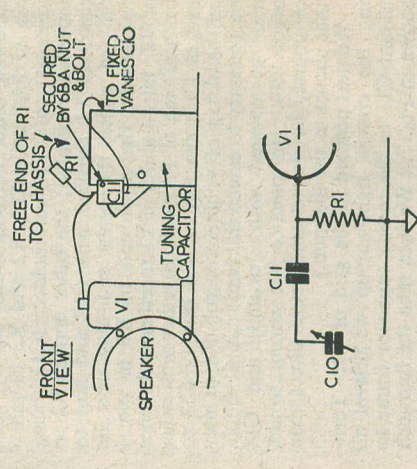 FRONT
VIEW
SPEAKER
V1
FREE END OF R1
TO CHASSIS
R1
SECURED
BY 6BA NUT
& BOLT
C11
TO FIXED
VANES C10
TUNING
CAPACITOR
C10
C11
R1
V1